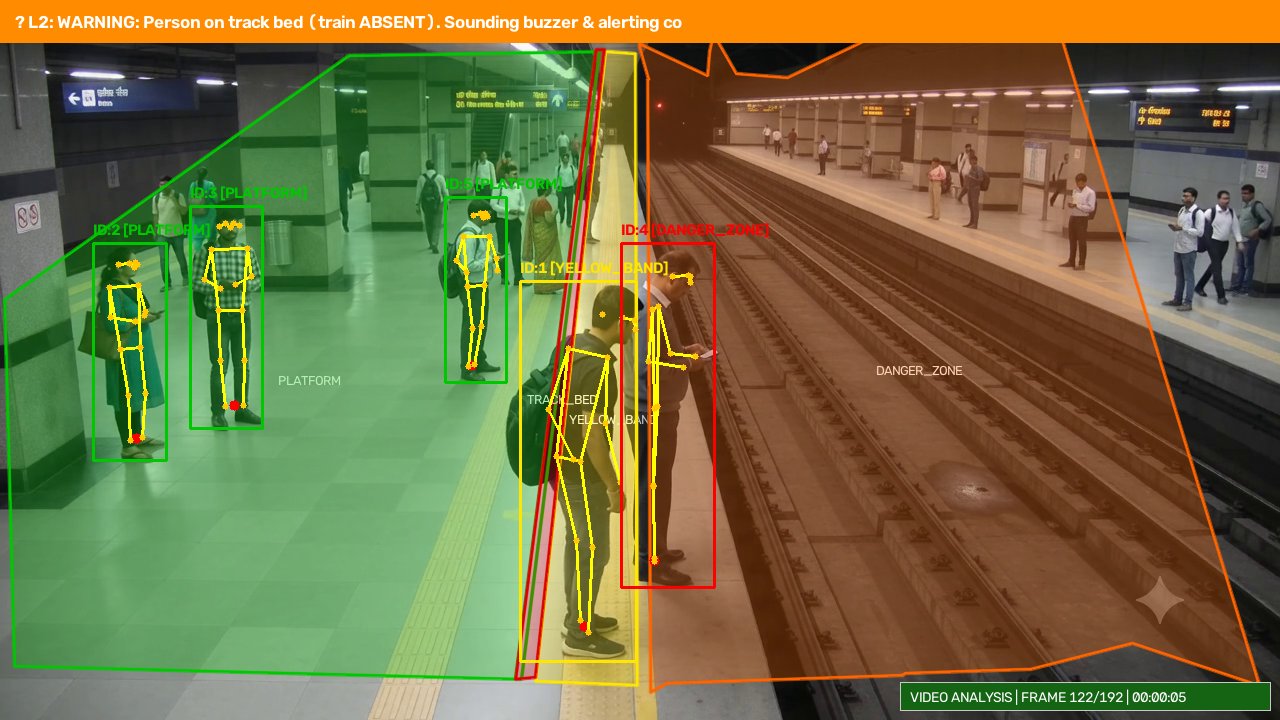 ? L2: WARNING: Person on track bed (train ABSENT). Sounding buzzer & alerting co
ID:5 [PLATFORM]
ID:3 [PLATFORM]
ID:2 [PLATFORM]
ID:4 [DANGER_ZONE]
ID:1 [YELLOW_BAND]
DANGER_ZONE
PLATFORM
TRACK_BED
YELLOW_BAND
VIDEO ANALYSIS | FRAME 122/192 | 00:00:05